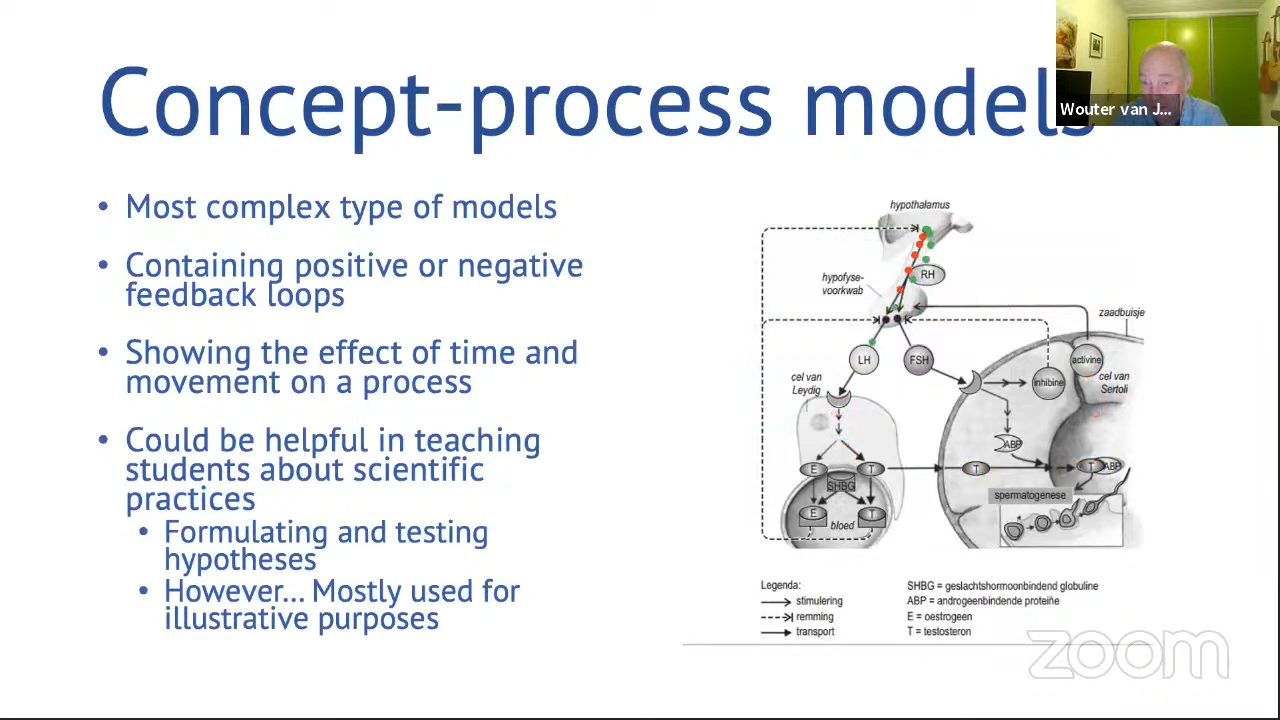 Concept-process models
Wouter van J...
• Most complex type of models
• Containing positive or negative
feedback loops
• Showing the effect of time and
movement on a process
• Could be helpful in teaching
students about scientific
practices
• Formulating and testing
hypotheses
• However... Mostly used for
illustrative purposes
hypothalamus
RH
hypofyse-
voorkwab
zaadbuisje
LH
FSH
activine
cel van
Leydig
inhibine
cel van
Sertoli
ABP
E
T
T
T
ABP
SHBG
spermatogenese
E
T
bloed
Legenda:
stimulering
remming
transport
SHBG = geslachtshormoonbindend globuline
ABP = androgeenbindende proteïne
E = oestrogeen
T = testosteron
zoom